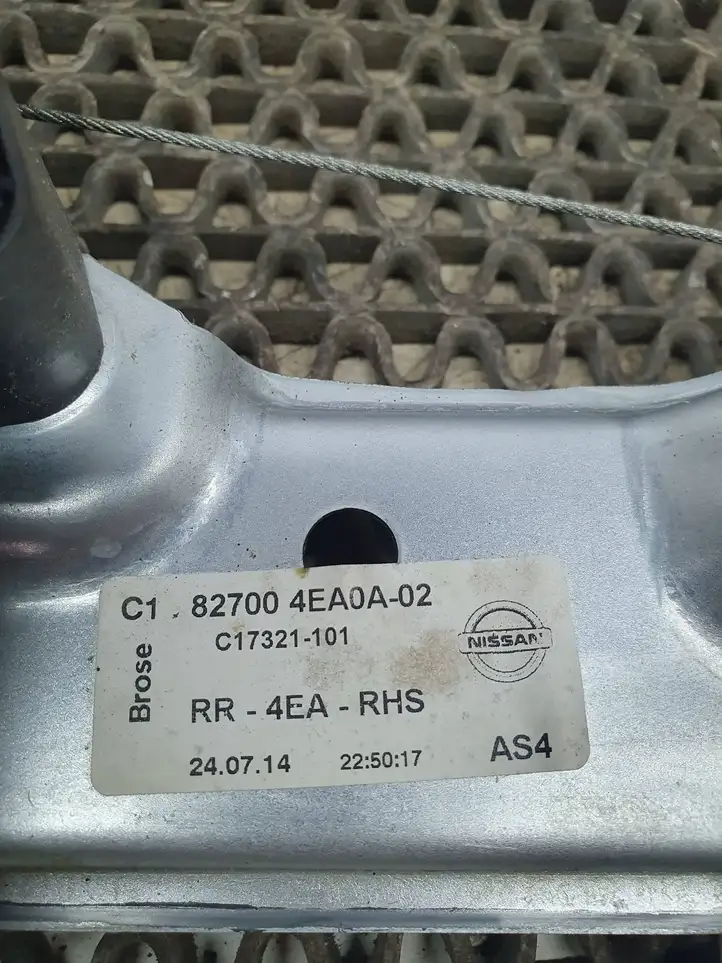 C1 . 82700 4EA0A-02
C17321-101
NISSAN
Brose
RR - 4EA - RHS
24.07.14 22:50:17 AS4